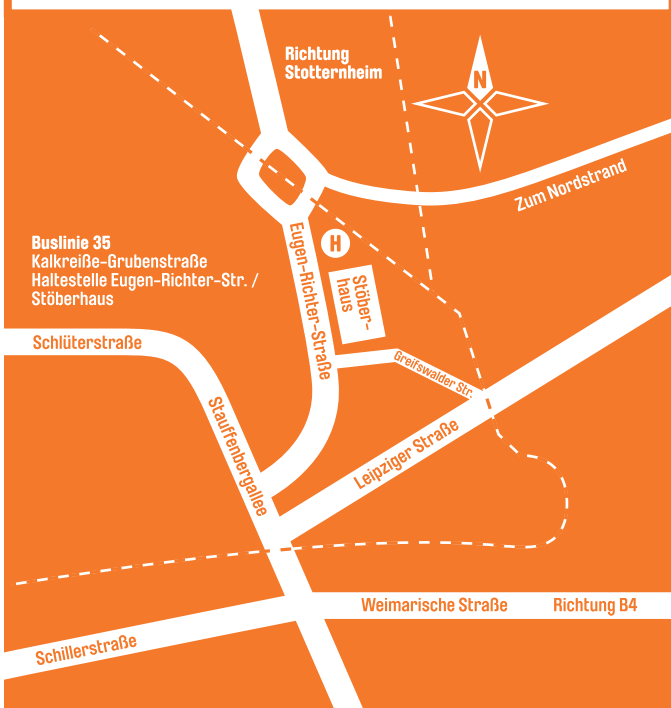 Richtung
Stotternheim
N
Zum Nordstrand
Buslinie 35
Kalkreiße-Grubenstraße
Haltestelle Eugen-Richter-Str. /
Stöberhaus
H
Eugen-Richter-Straße
Stöber-
haus
Schlüterstraße
Greifswalder Str.
Stauffenbergallee
Leipziger Straße
Weimarische Straße
Richtung B4
Schillerstraße